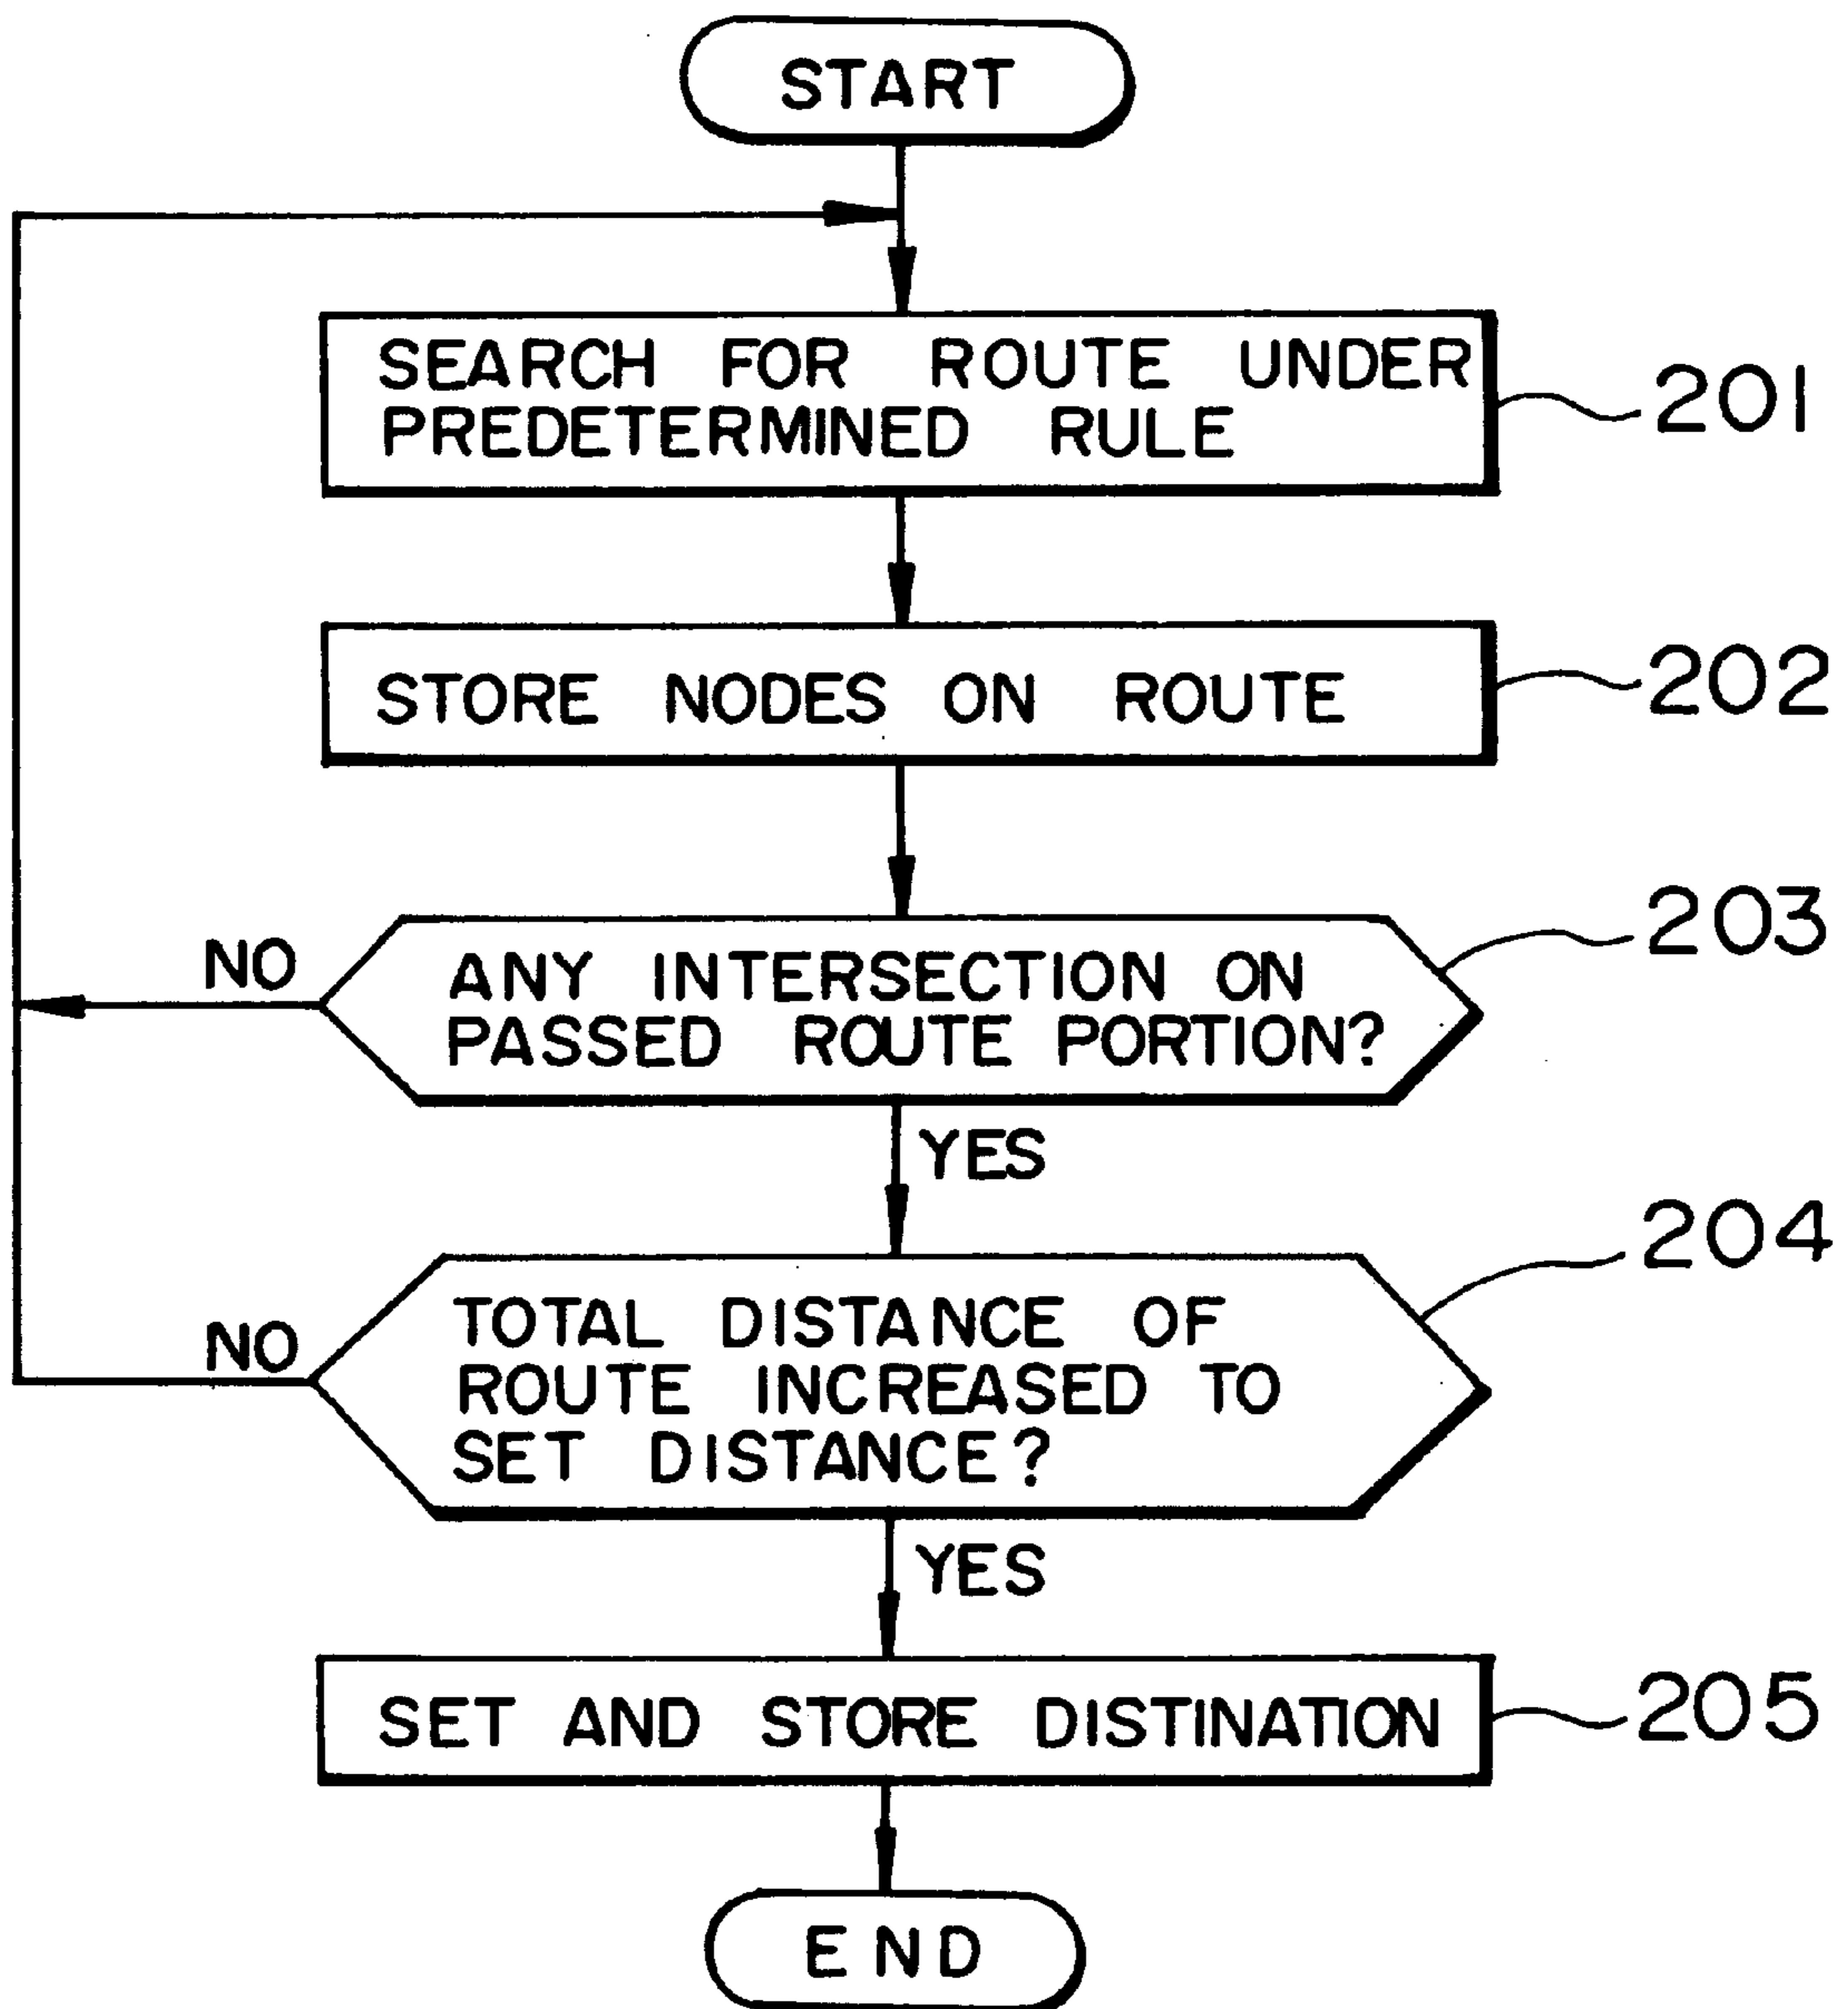 START
SEARCH FOR ROUTE UNDER
PREDETERMINED RULE
201
STORE NODES ON ROUTE
202
NO
ANY INTERSECTION ON
PASSED ROUTE PORTION?
203
YES
NO
TOTAL DISTANCE OF
ROUTE INCREASED TO
SET DISTANCE?
204
YES
SET AND STORE DISTINATION
205
END